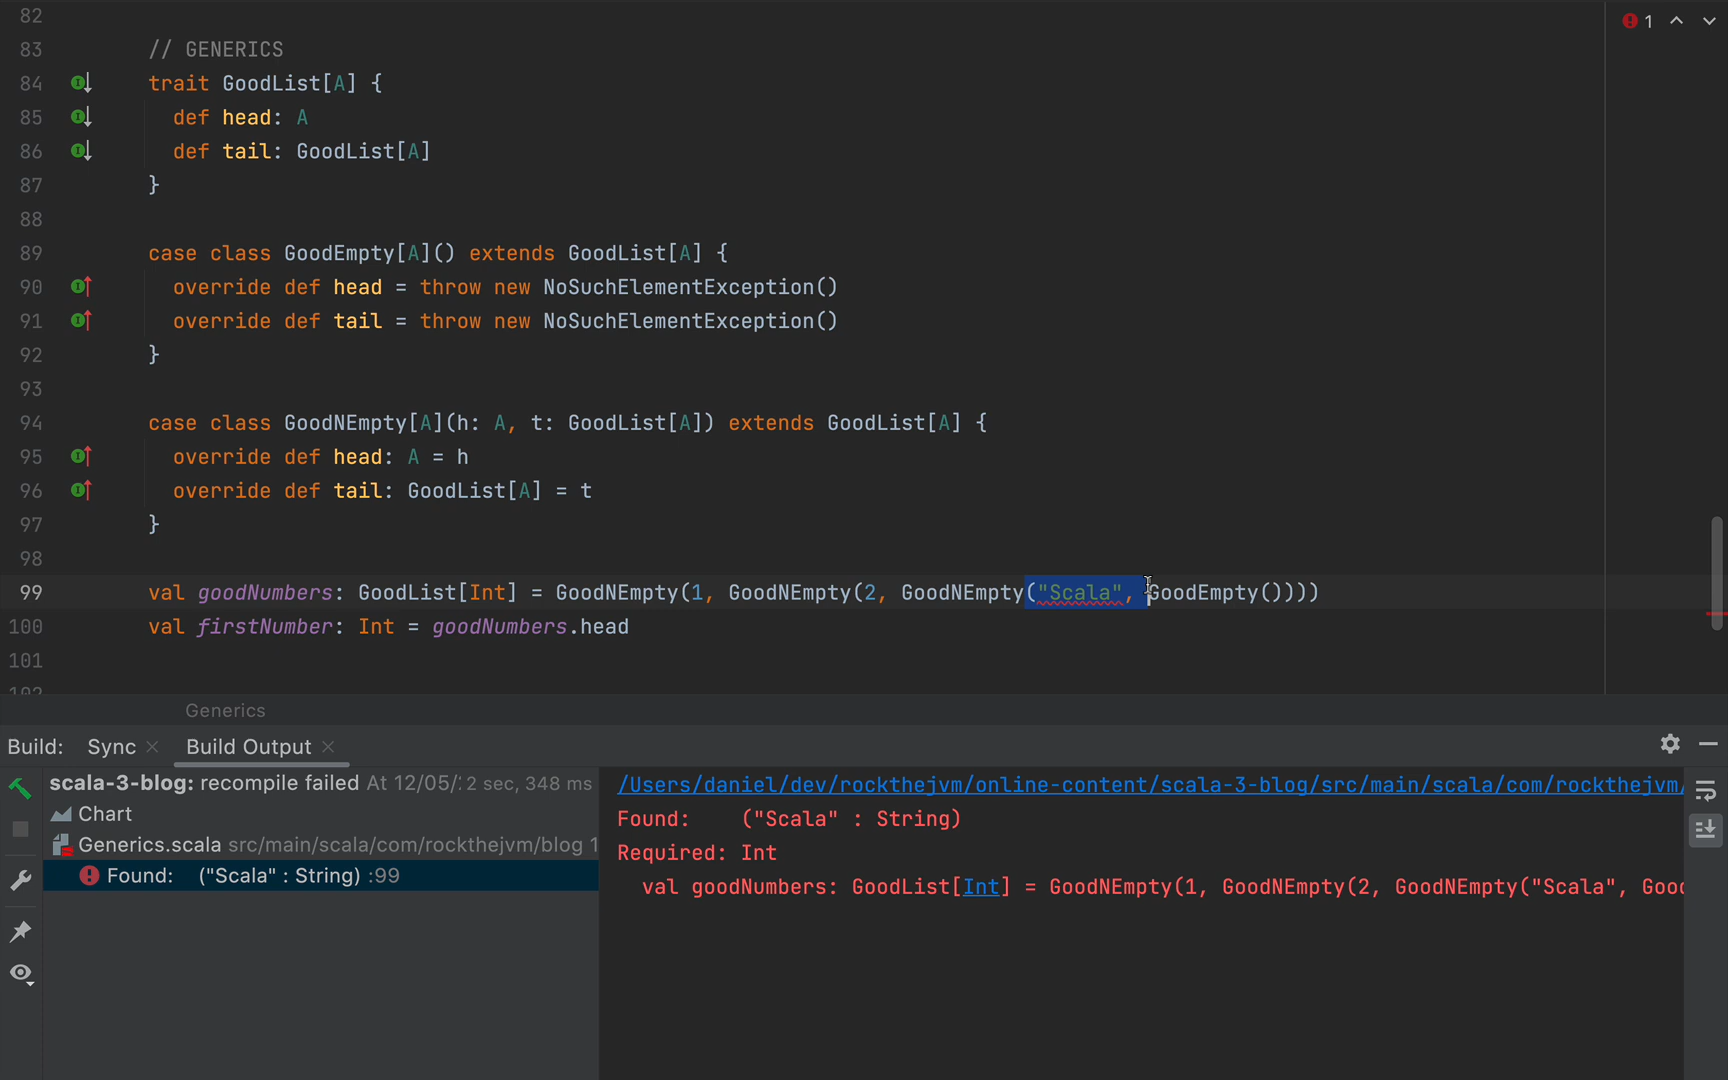 82
83 // GENERICS
84 trait GoodList[A] {
85 def head: A
86 def tail: GoodList[A]
87 }
88
89 case class GoodEmpty[A]() extends GoodList[A] {
90 override def head = throw new NoSuchElementException()
91 override def tail = throw new NoSuchElementException()
92 }
93
94 case class GoodNEmpty[A](h: A, t: GoodList[A]) extends GoodList[A] {
95 override def head: A = h
96 override def tail: GoodList[A] = t
97 }
98
99 val goodNumbers: GoodList[Int] = GoodNEmpty(1, GoodNEmpty(2, GoodNEmpty("Scala", GoodEmpty())))
100 val firstNumber: Int = goodNumbers.head
101
102
1
Generics
Build: Sync Build Output
scala-3-blog: recompile failed At 12/05/ 2 sec, 348 ms
Chart
Generics.scala src/main/scala/com/rockthejvm/blog 1
Found: ("Scala" : String) :99
/Users/daniel/dev/rockthejvm/online-content/scala-3-blog/src/main/scala/com/rockthejvm/
Found: ("Scala" : String)
Required: Int
val goodNumbers: GoodList[Int] = GoodNEmpty(1, GoodNEmpty(2, GoodNEmpty("Scala", Good